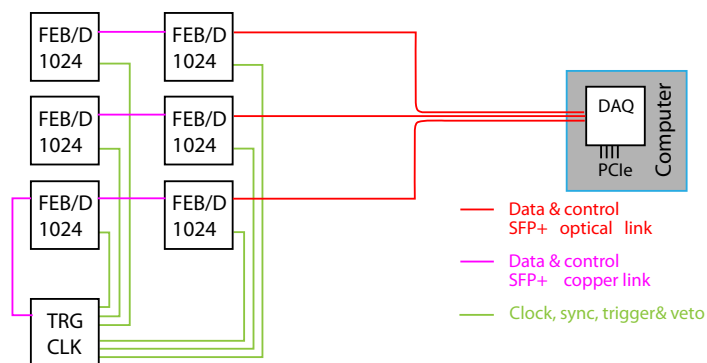 FEB/D
1024
FEB/D
1024
FEB/D
1024
FEB/D
1024
FEB/D
1024
FEB/D
1024
TRG
CLK
DAQ
PCIe
Computer
Data & control
SFP+ optical link
Data & control
SFP+ copper link
Clock, sync, trigger& veto